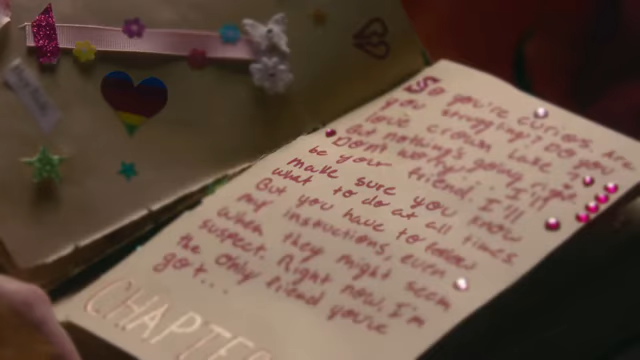 So you're curious. Are
you struggling? Do you
love cream cake
but nothing's going right.
Don't worry... I'll
be your friend. I'll
make sure you know
what to do at all times.
But you have to follow
my instructions, even
when they might seem
suspect. Right now, I'm
the only friend you've
got...
CHAPTER